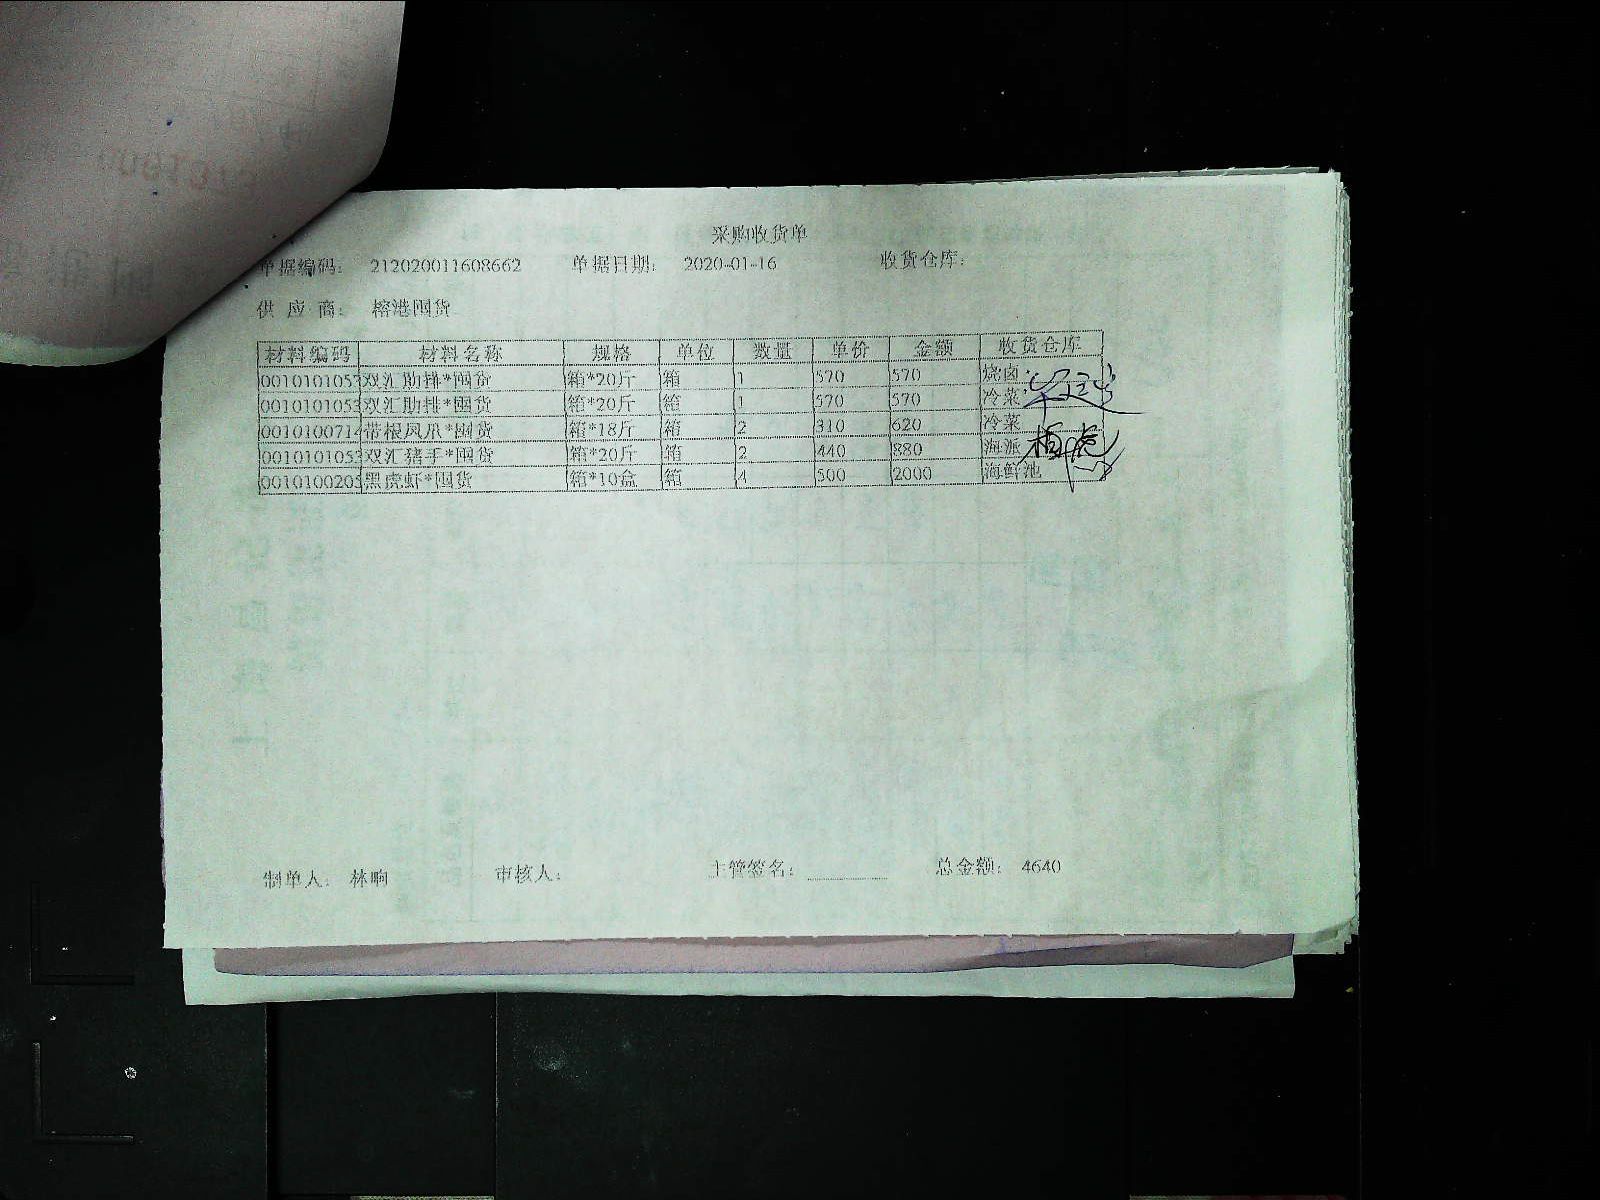 采购收货单
单据编码： 212020011608662 单据日期： 2020-01-16 收货仓库：
供 应 商： 榕港囤货
材料编码 材料名称 规格 单位 数量 单价 金额 收货仓库
0010101053 双汇肋排*囤货 箱*20斤 箱 1 570 570 烧卤
0010101053 双汇肋排*囤货 箱*20斤 箱 1 570 570 冷菜
0010100714 带根凤爪*囤货 箱*18斤 箱 2 310 620 冷菜
0010101053 双汇猪手*囤货 箱*20斤 箱 2 440 880 海派
0010100203 黑虎虾*囤货 箱*10盒 箱 4 500 2000 海鲜池
制单人： 林响 审核人： 主管签名： 总金额： 4640